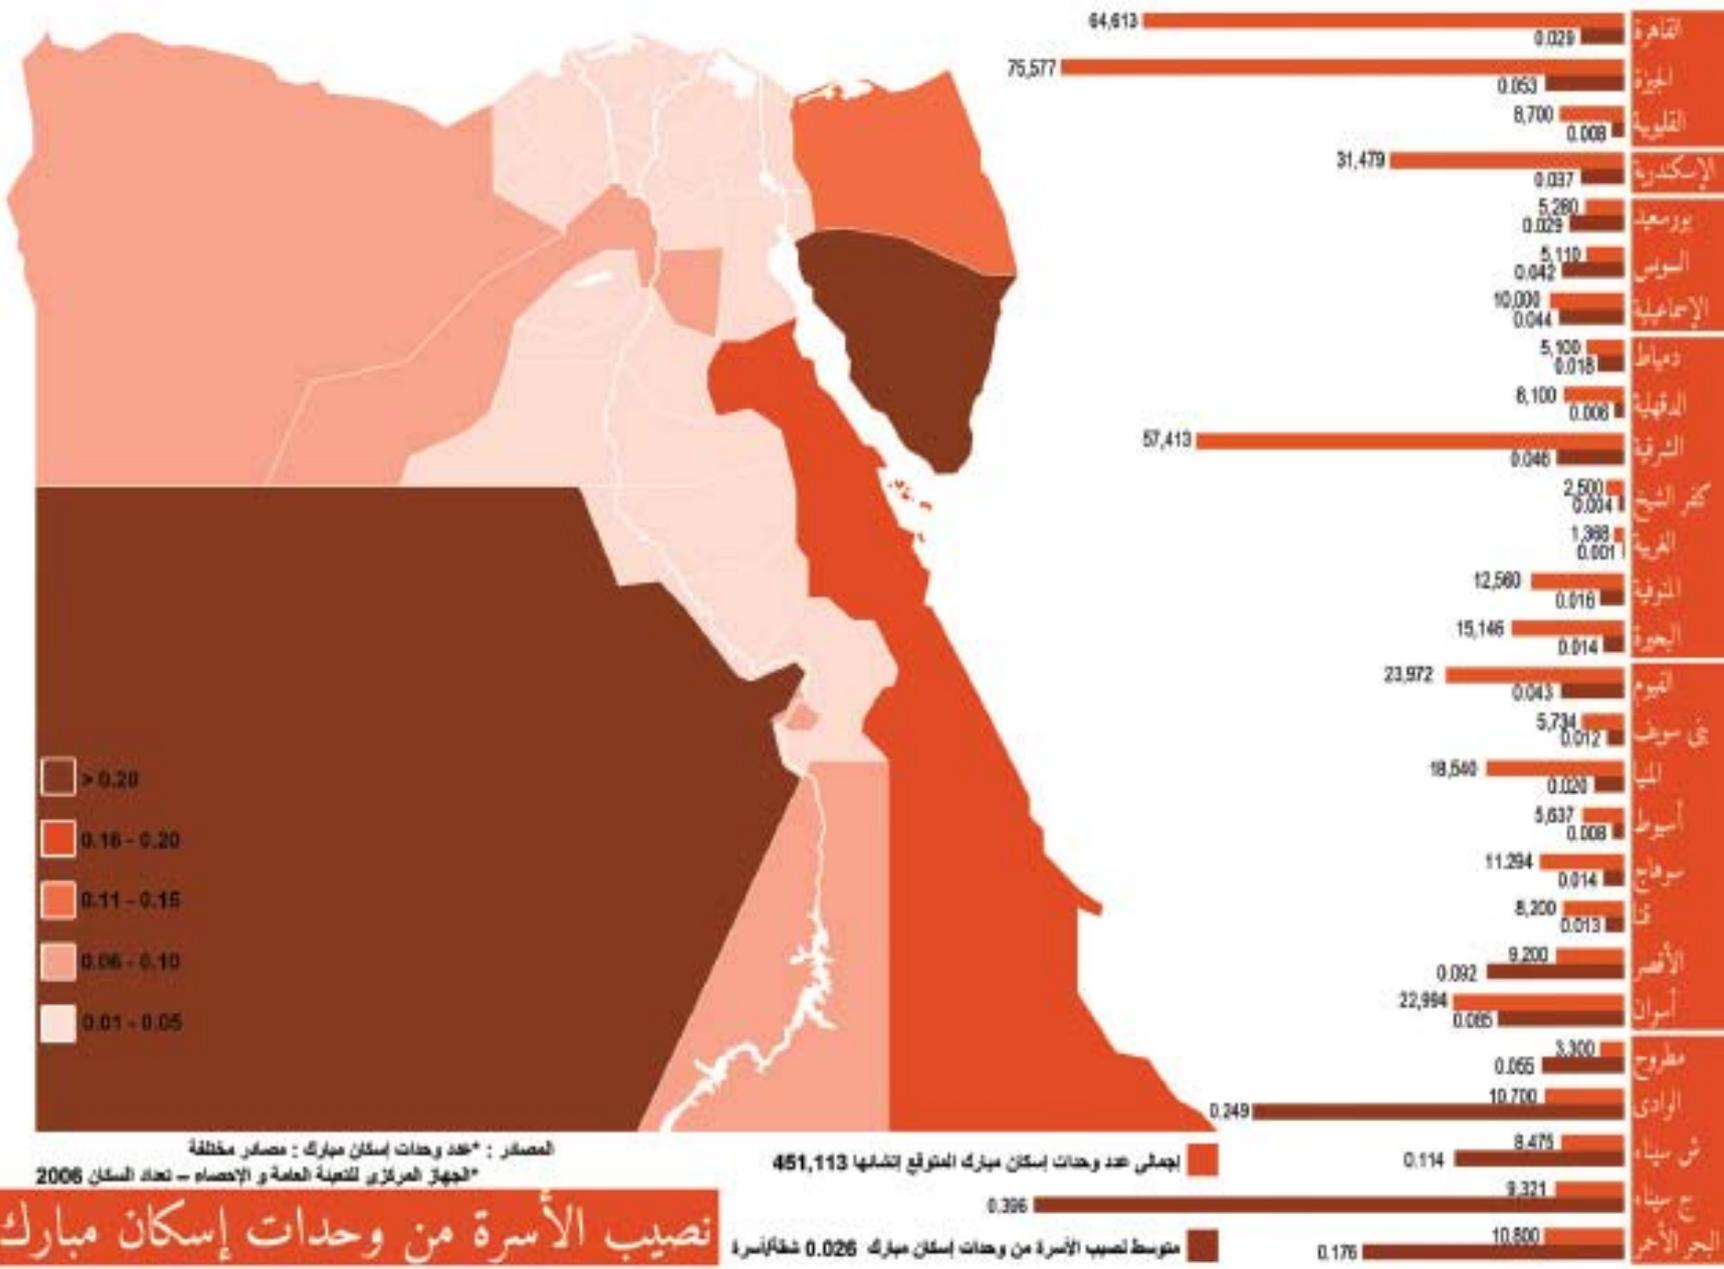 القاهرة
64,613
0.029
الجيزة
75,577
0.053
القليوبية
8,700
0.008
الإسكندرية
31,479
0.037
بورسعيد
5,280
0.029
السويس
5,110
0.042
الإسماعيلية
10,000
0.044
دمياط
5,100
0.018
الدقهلية
8,100
0.006
الشرقية
57,413
0.046
كفر الشيخ
2,500
0.004
الغربية
1,368
0.001
المنوفية
12,560
0.016
البحيرة
15,146
0.014
الفيوم
23,972
0.043
بنى سويف
5,734
0.012
المنيا
18,540
0.020
أسيوط
5,637
0.008
سوهاج
11.294
0.014
قنا
8,200
0.013
الأقصر
9,200
0.092
أسوان
22,994
0.085
مطروح
3,300
0.055
الوادى
10,700
0.249
ش سيناء
8,475
0.114
ج سيناء
9,321
0.396
البحر الأحمر
10,800
0.176
> 0.20
0.16 - 0.20
0.11 - 0.15
0.06 - 0.10
0.01 - 0.05
إجمالى عدد وحدات إسكان مبارك المتوقع إنشائها 451,113
متوسط نصيب الأسرة من وحدات إسكان مبارك 0.026 شقة/أسرة
المصادر : *عدد وحدات إسكان مبارك : مصادر مختلفة
*الجهاز المركزى للتعبئة العامة و الإحصاء – تعداد السكان 2006
نصيب الأسرة من وحدات إسكان مبارك